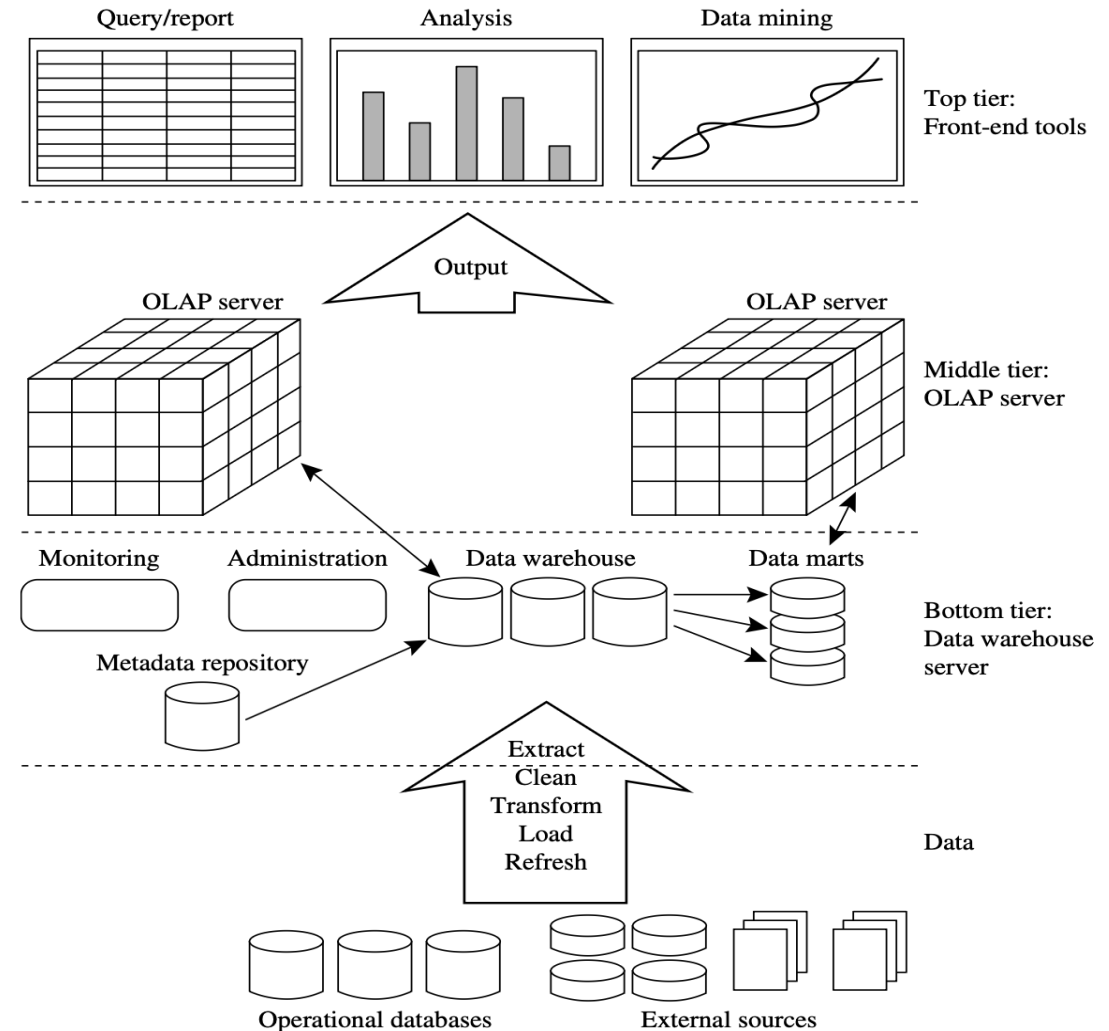 Query/report
Analysis
Data mining
Top tier:
Front-end tools
Output
OLAP server
OLAP server
Middle tier:
OLAP server
Monitoring
Administration
Data warehouse
Data marts
Bottom tier:
Data warehouse
server
Metadata repository
Extract
Clean
Transform
Load
Refresh
Data
Operational databases
External sources